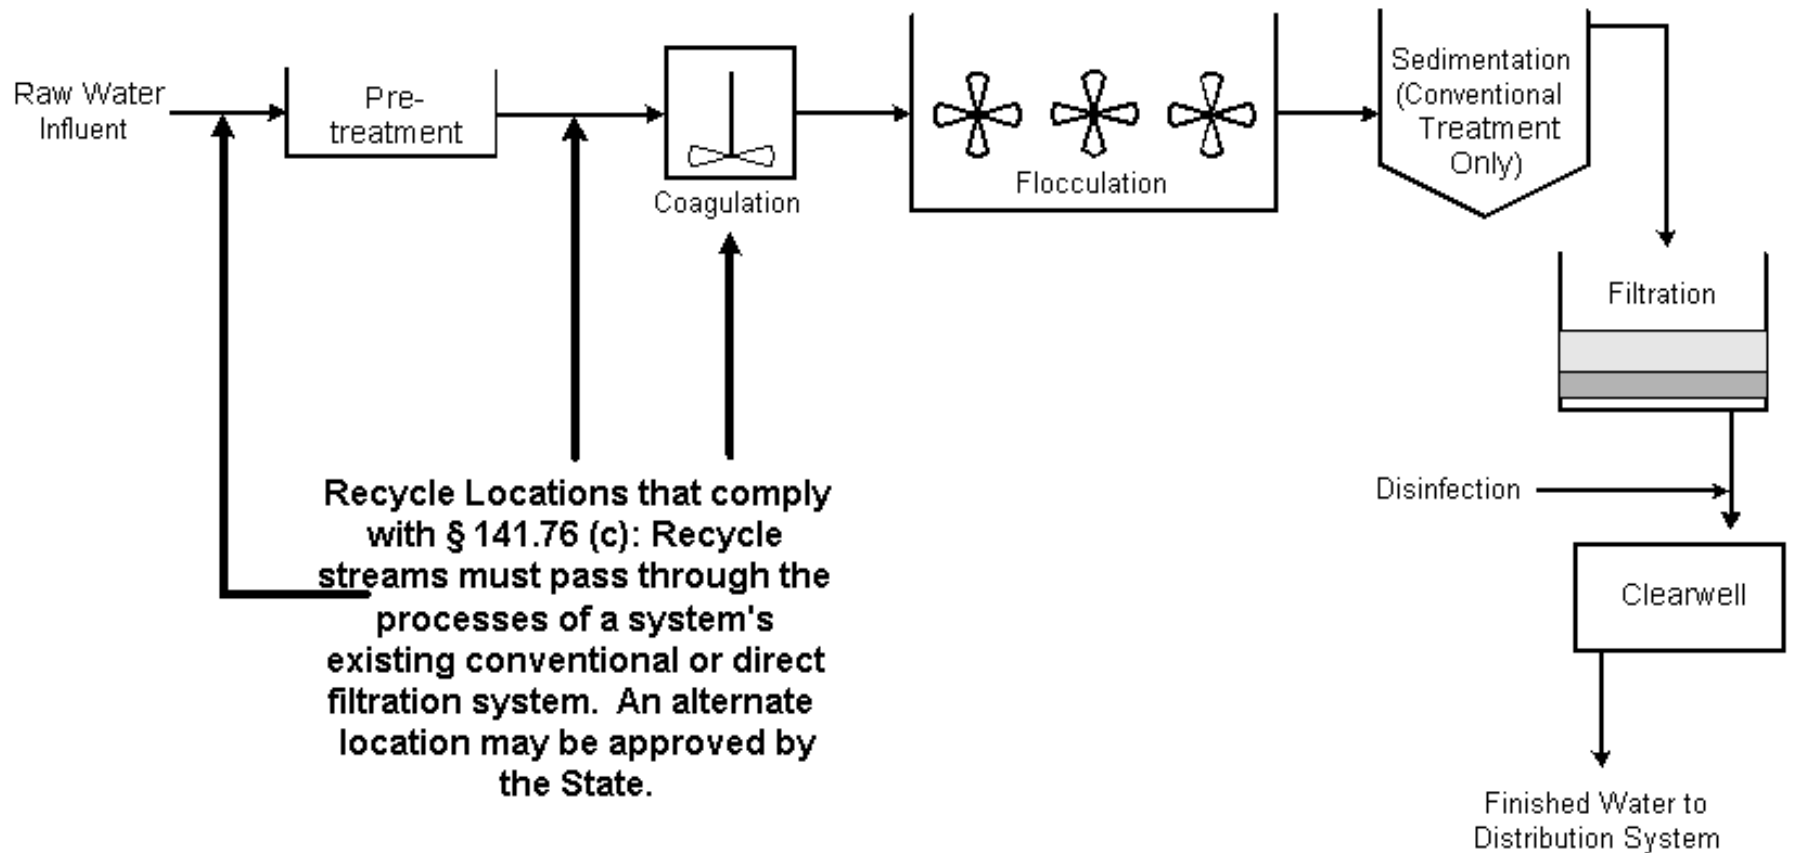 Raw Water
Influent
Pre-
treatment
Coagulation
Flocculation
Sedimentation
(Conventional
Treatment
Only)
Filtration
Disinfection
Clearwell
Finished Water to
Distribution System
Recycle Locations that comply
with § 141.76 (c): Recycle
streams must pass through the
processes of a system's
existing conventional or direct
filtration system. An alternate
location may be approved by
the State.